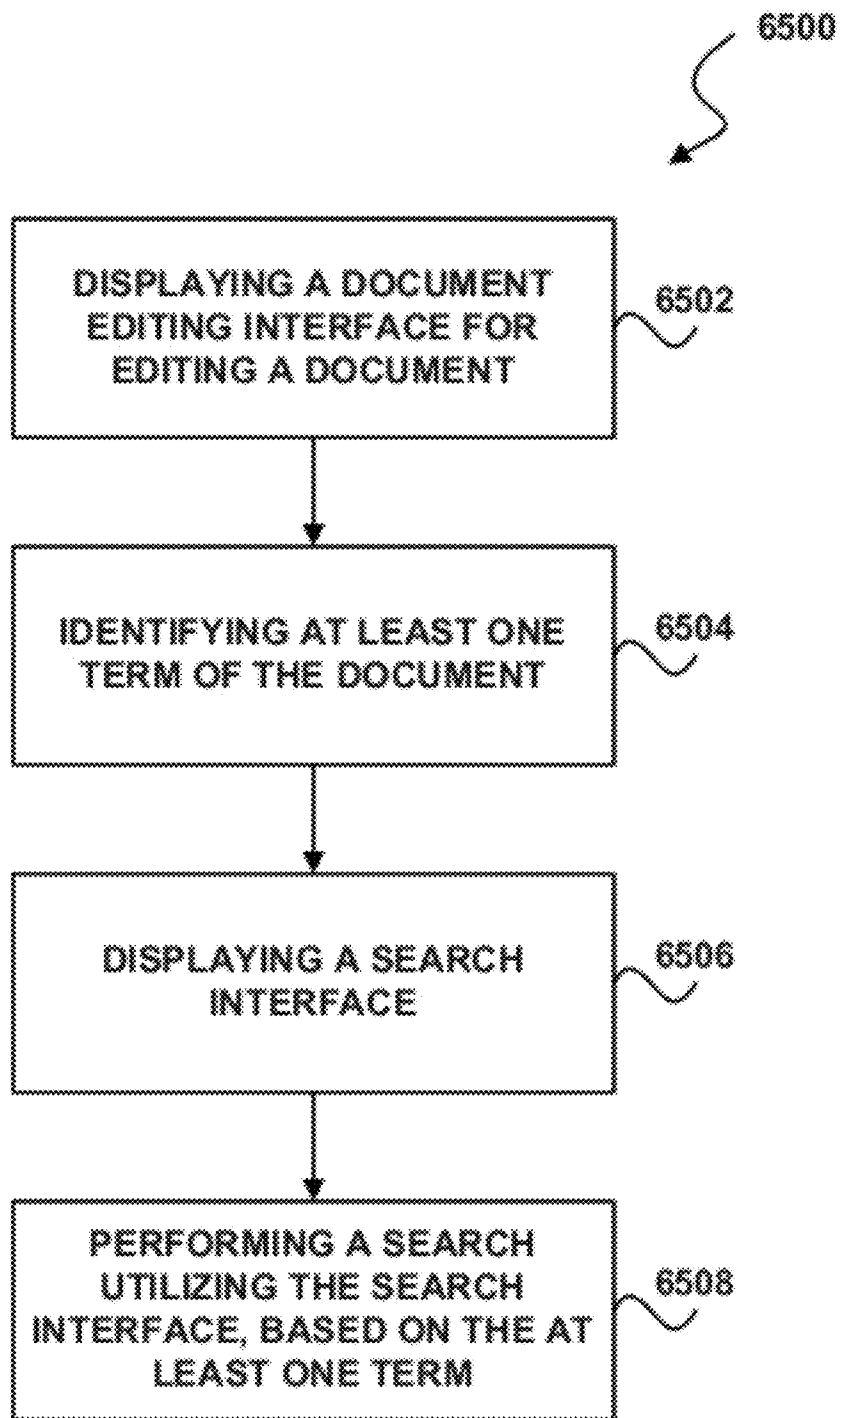 6500
DISPLAYING A DOCUMENT
EDITING INTERFACE FOR
EDITING A DOCUMENT
6502
IDENTIFYING AT LEAST ONE
TERM OF THE DOCUMENT
6504
DISPLAYING A SEARCH
INTERFACE
6506
PERFORMING A SEARCH
UTILIZING THE SEARCH
INTERFACE, BASED ON THE AT
LEAST ONE TERM
6508